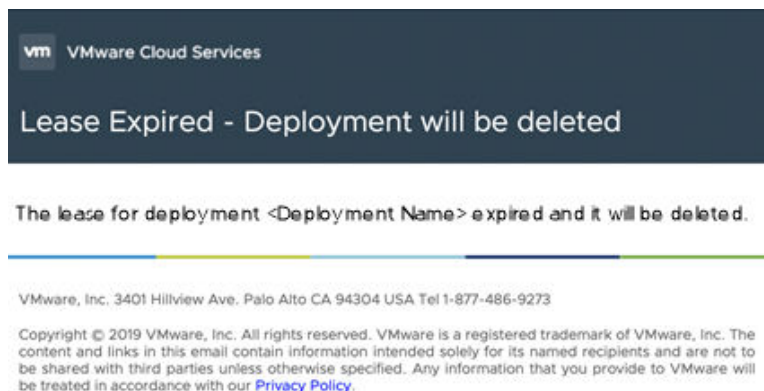 vm VMware Cloud Services
Lease Expired - Deployment will be deleted
The lease for deployment <Deployment Name> expired and it will be deleted.
VMware, Inc. 3401 Hillview Ave. Palo Alto CA 94304 USA Tel 1-877-486-9273
Copyright © 2019 VMware, Inc. All rights reserved. VMware is a registered trademark of VMware, Inc. The
content and links in this email contain information intended solely for its named recipients and are not to
be shared with third parties unless otherwise specified. Any information that you provide to VMware will
be treated in accordance with our Privacy Policy.